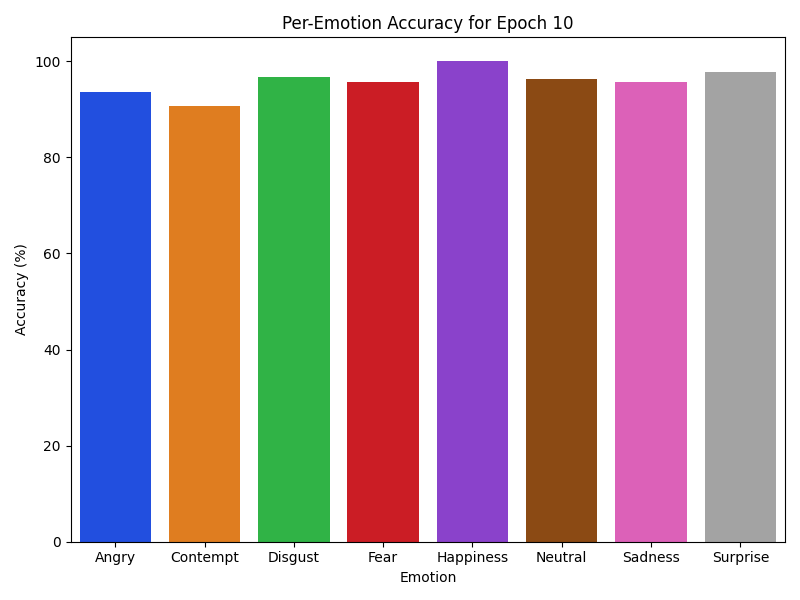 Per-Emotion Accuracy for Epoch 10
100
80
60
40
20
0
Accuracy (%)
Angry Contempt Disgust Fear Happiness Neutral Sadness Surprise
Emotion